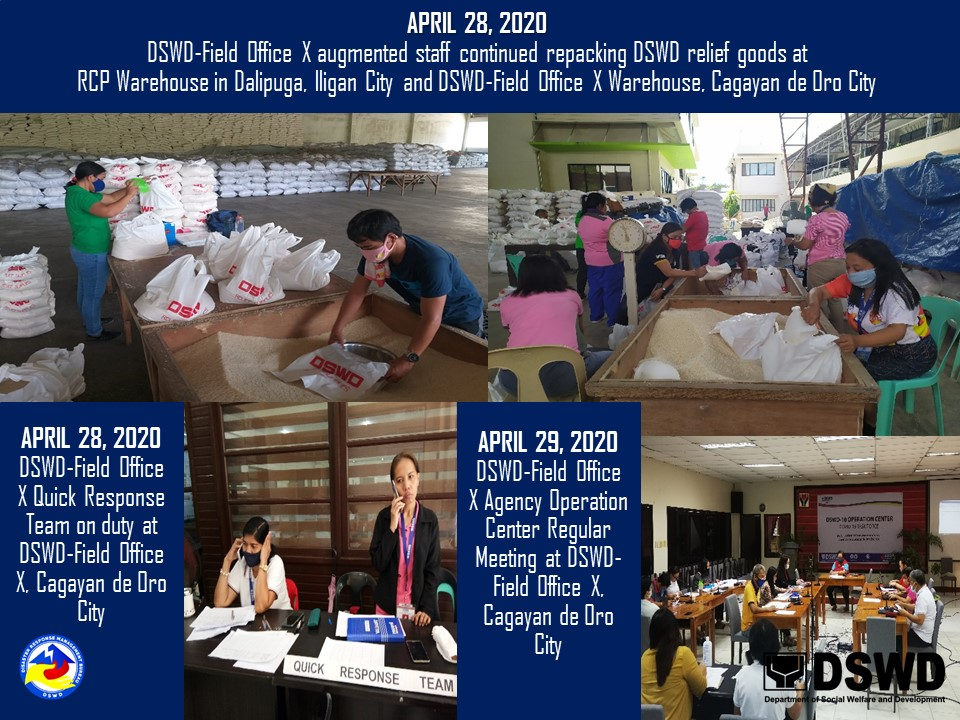 APRIL 28, 2020
DSWD-Field Office X augmented staff continued repacking DSWD relief goods at
RCP Warehouse in Dalipuga, Iligan City and DSWD-Field Office X Warehouse, Cagayan de Oro City
DSWD
DSWD
APRIL 28, 2020
DSWD-Field Office
X Quick Response
Team on duty at
DSWD-Field Office
X, Cagayan de Oro
City
DISASTER RESPONSE MANAGEMENT BUREAU
DSWD
QUICK RESPONSE TEAM
APRIL 29, 2020
DSWD-Field Office
X Agency Operation
Center Regular
Meeting at DSWD-
Field Office X,
Cagayan de Oro
City
OPERATION CENTER
DSWD
Department of Social Welfare and Development